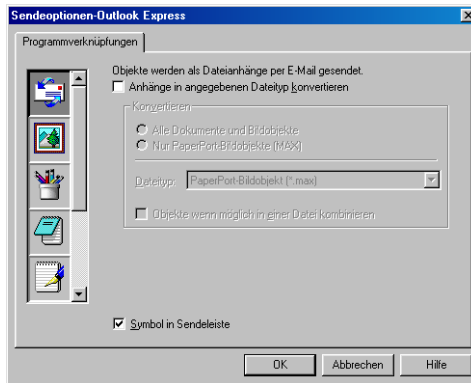 Sendeoptionen-Outlook Express
Programmverknüpfungen
Objekte werden als Dateianhänge per E-Mail gesendet.
Anhänge in angegebenen Dateityp konvertieren
Konvertieren
Alle Dokumente und Bildobjekte
Nur PaperPort-Bildobjekte (MAX)
Dateityp: PaperPort-Bildobjekt (*.max)
Objekte wenn möglich in einer Datei kombinieren
Symbol in Sendeleiste
OK Abbrechen Hilfe